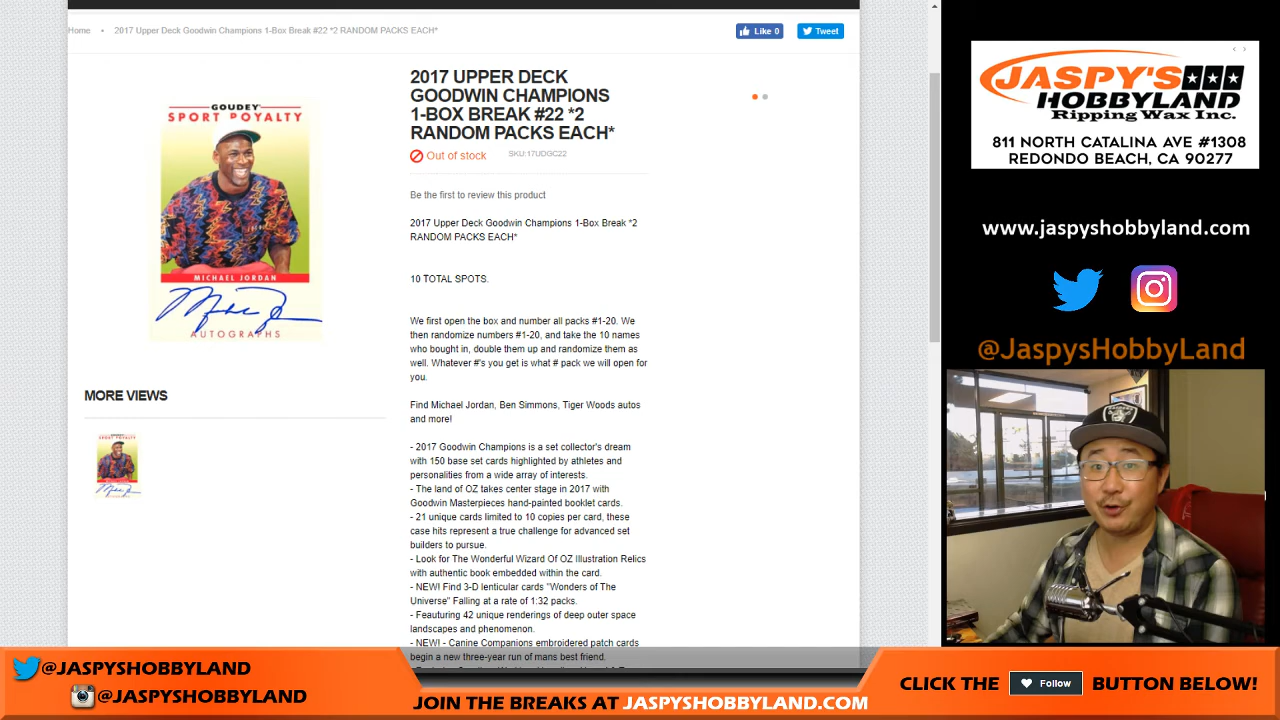 Home • 2017 Upper Deck Goodwin Champions 1-Box Break #22 *2 RANDOM PACKS EACH*
Like 0
Tweet
GOUDEY
SPORT ROYALTY
MICHAEL JORDAN
AUTOGRAPHS
MORE VIEWS
2017 UPPER DECK
GOODWIN CHAMPIONS
1-BOX BREAK #22 *2
RANDOM PACKS EACH*
Out of stock
SKU:17UDGC22
Be the first to review this product
2017 Upper Deck Goodwin Champions 1-Box Break *2
RANDOM PACKS EACH*
10 TOTAL SPOTS.
We first open the box and number all packs #1-20. We
then randomize numbers #1-20, and take the 10 names
who bought in, double them up and randomize them as
well. Whatever #'s you get is what # pack we will open for
you.
Find Michael Jordan, Ben Simmons, Tiger Woods autos
and more!
- 2017 Goodwin Champions is a set collector's dream
with 150 base set cards highlighted by athletes and
personalities from a wide array of interests.
- The land of OZ takes center stage in 2017 with
Goodwin Masterpieces hand-painted booklet cards.
- 21 unique cards limited to 10 copies per card, these
case hits represent a true challenge for advanced set
builders to pursue.
- Look for The Wonderful Wizard Of OZ Illustration Relics
with authentic book embedded within the card.
- NEW! Find 3-D lenticular cards "Wonders of The
Universe" Falling at a rate of 1:32 packs.
- Feauturing 42 unique renderings of deep outer space
landscapes and phenomenon.
- NEW! - Canine Companions embroidered patch cards
begin a new three-year run of mans best friend.
JASPY'S
HOBBYLAND
Ripping Wax Inc.
811 NORTH CATALINA AVE #1308
REDONDO BEACH, CA 90277
www.jaspyshobbyland.com
@JaspysHobbyLand
@JASPYSHOBBYLAND
@JASPYSHOBBYLAND
JOIN THE BREAKS AT JASPYSHOBBYLAND.COM
CLICK THE Follow BUTTON BELOW!